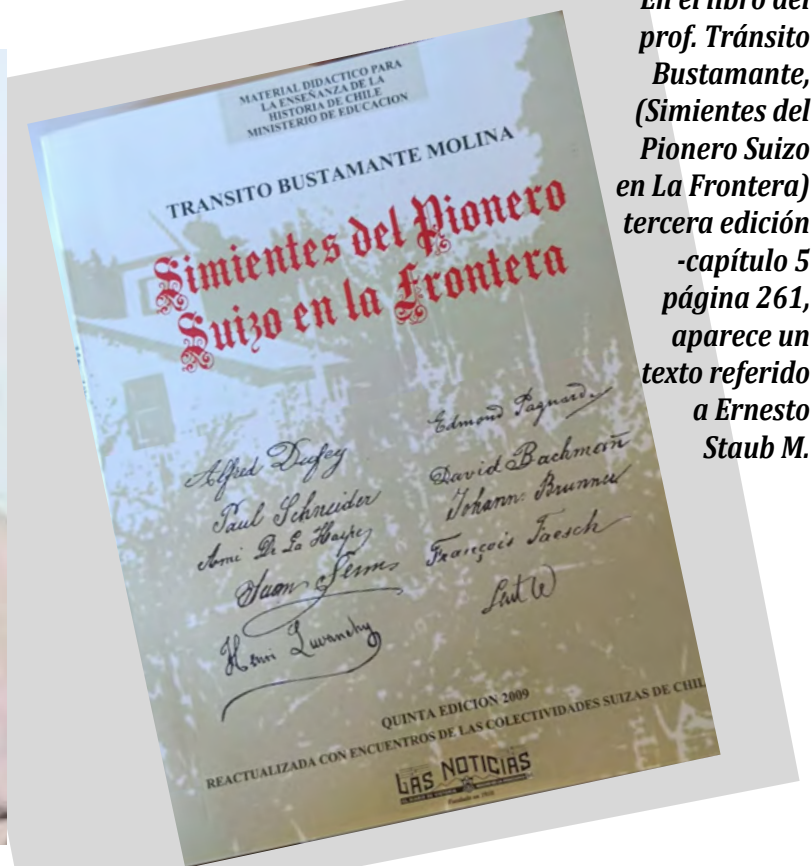 MATERIAL DIDACTICO PARA
LA ENSEÑANZA DE LA
HISTORIA DE CHILE
MINISTERIO DE EDUCACION
TRANSITO BUSTAMANTE MOLINA
Simientes del Pionero
Suizo en la Frontera
Alfred Dufey
Paul Schneider
Ami De La Harpe
Juan
Henri
Edmond
David Bachmann
Johann Brunner
François Taesch
QUINTA EDICION 2009
REACTUALIZADA CON ENCUENTROS DE LAS COLECTIVIDADES SUIZAS DE CHIL
LAS NOTICIAS
En el libro del
prof. Tránsito
Bustamante,
(Simientes del
Pionero Suizo
en La Frontera)
tercera edición
-capítulo 5
página 261,
aparece un
texto referido
a Ernesto
Staub M.